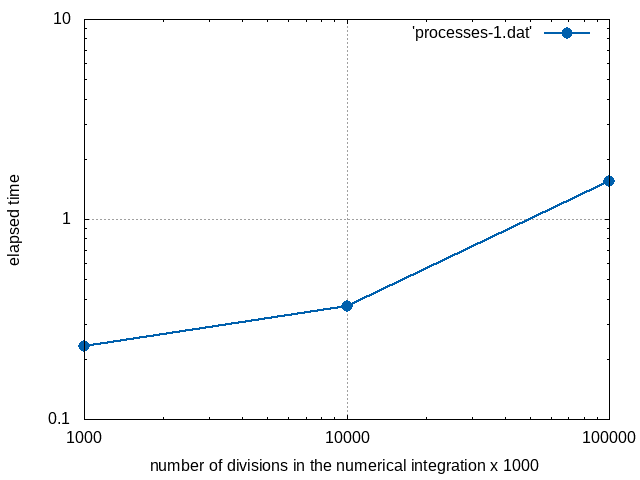 10
'processes-1.dat'
1
elapsed time
0.1
1000
10000
100000
number of divisions in the numerical integration x 1000